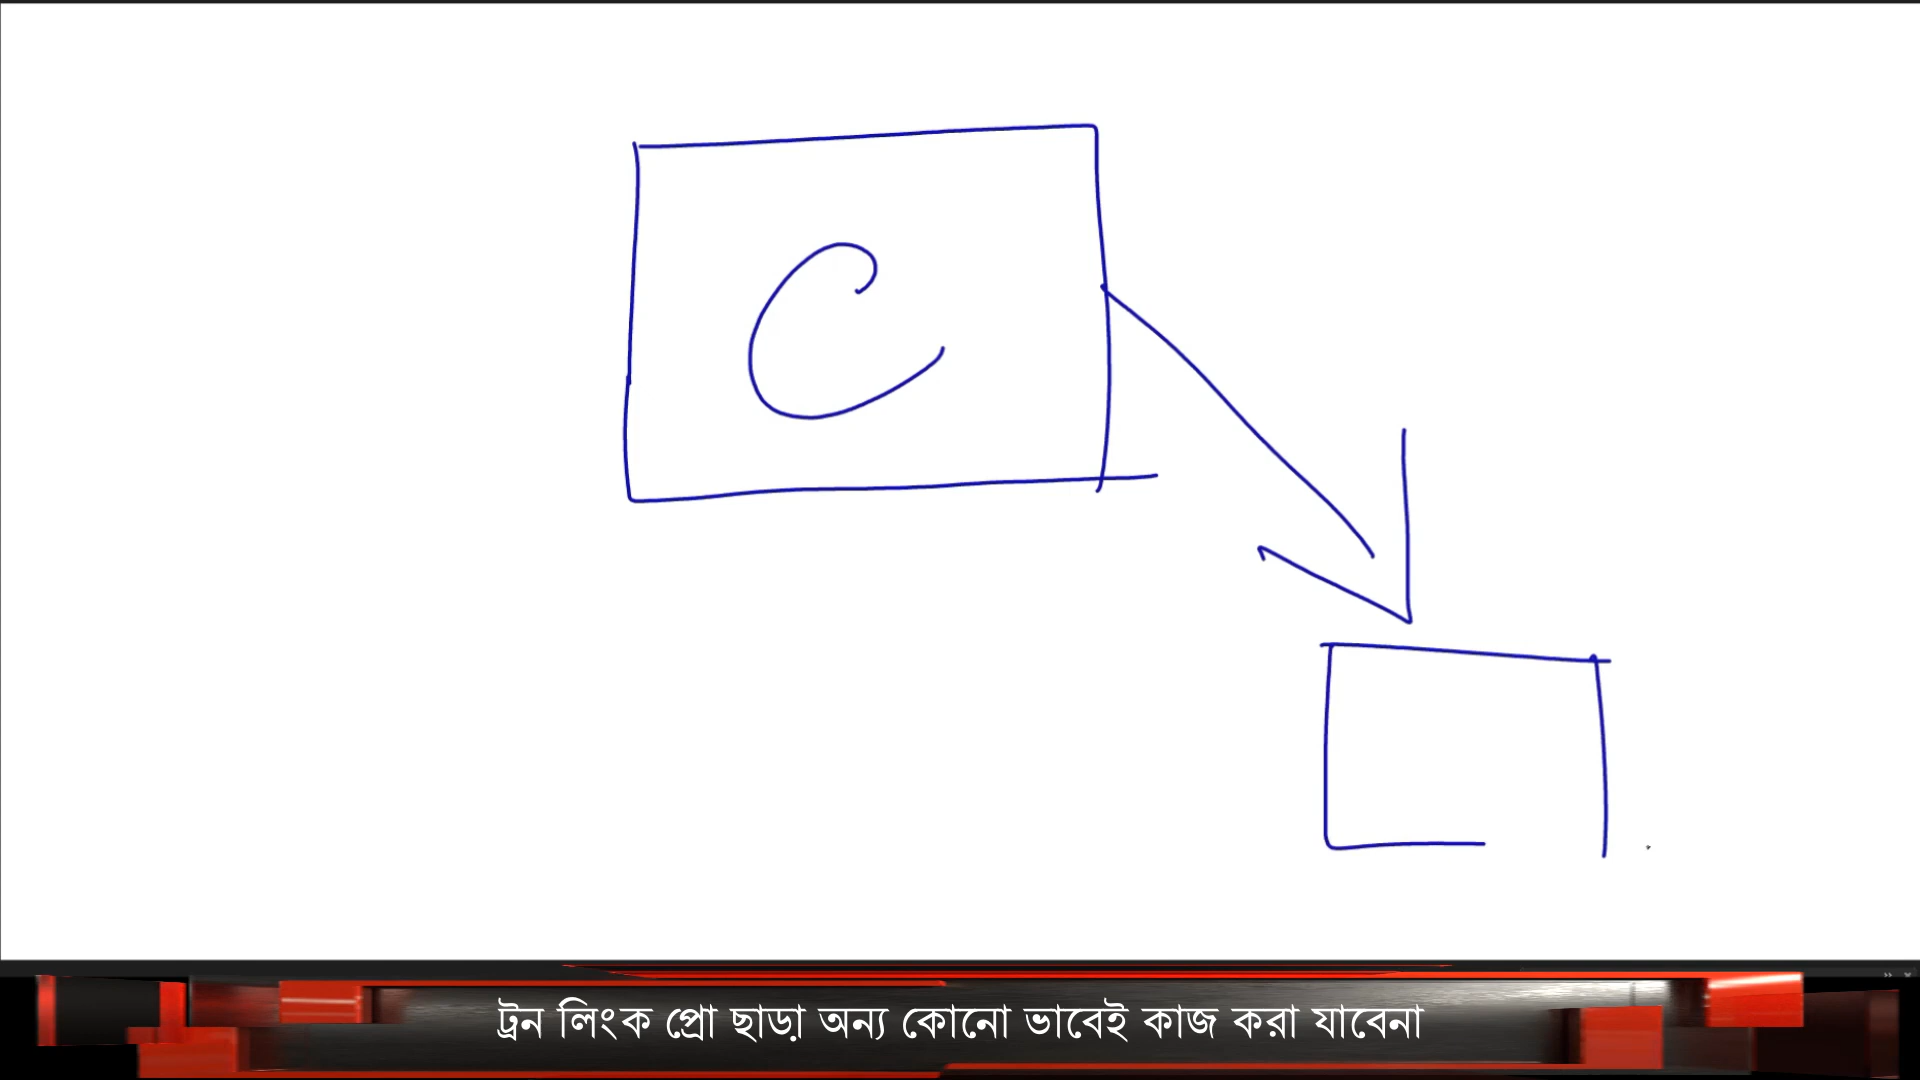 C
ট্রন লিংক প্রো ছাড়া অন্য কোনো ভাবেই কাজ করা যাবেনা